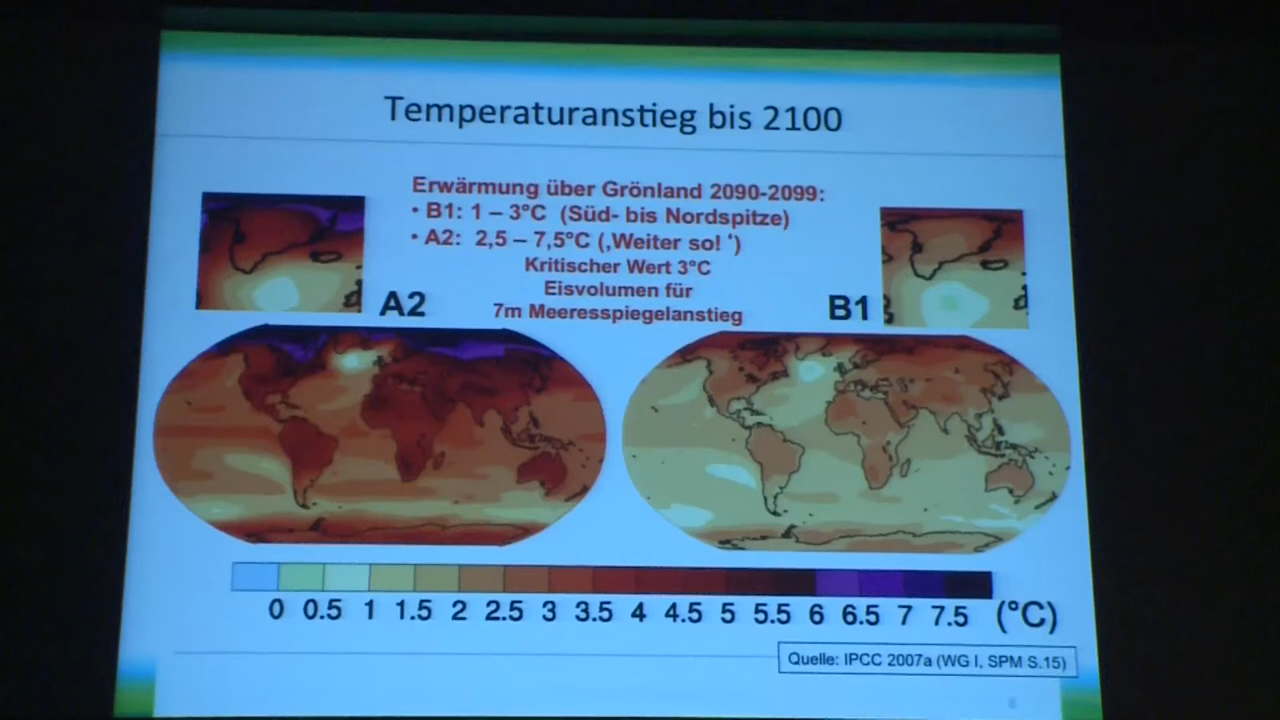 Temperaturanstieg bis 2100
Erwärmung über Grönland 2090-2099:
• B1: 1 – 3°C (Süd- bis Nordspitze)
• A2: 2,5 – 7,5°C (‚Weiter so! ‘)
Kritischer Wert 3°C
Eisvolumen für
7m Meeresspiegelanstieg
A2
B1
0 0.5 1 1.5 2 2.5 3 3.5 4 4.5 5 5.5 6 6.5 7 7.5 (°C)
Quelle: IPCC 2007a (WG I, SPM S.15)